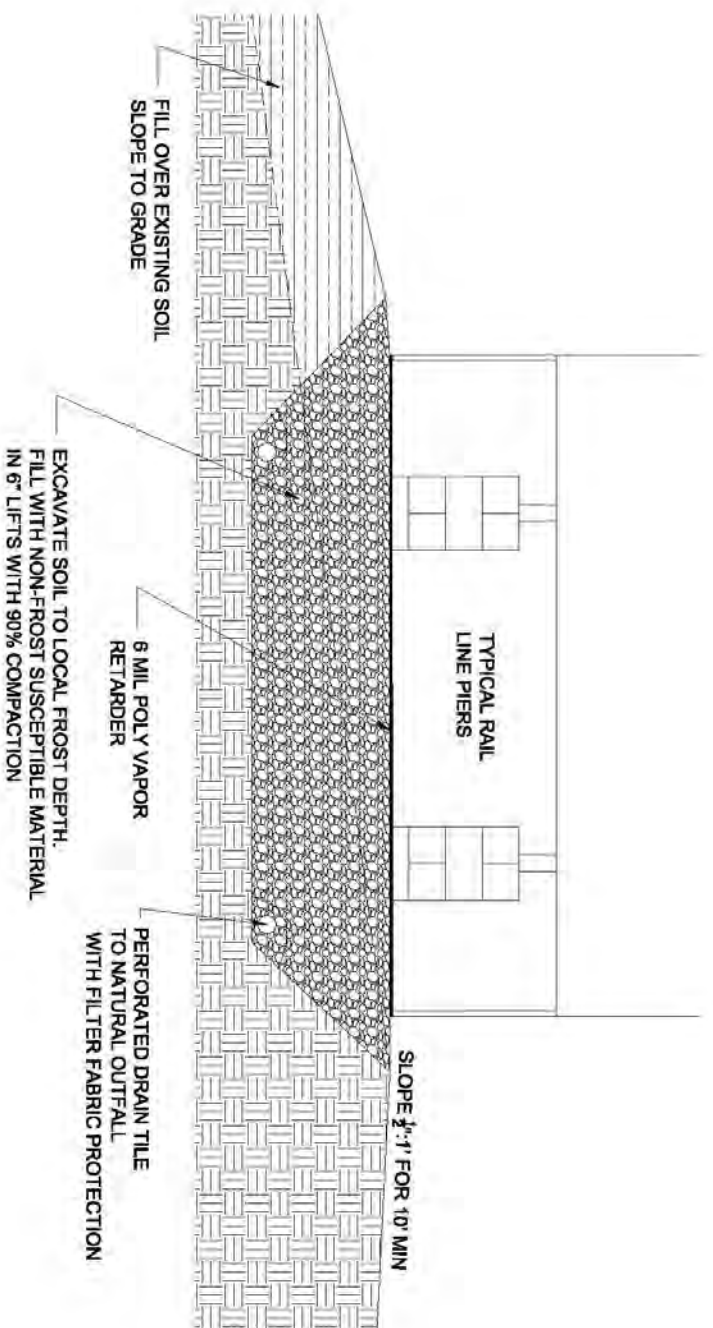 TYPICAL RAIL
LINE PIERS
SLOPE ½":1' FOR 10' MIN
FILL OVER EXISTING SOIL
SLOPE TO GRADE
6 MIL POLY VAPOR
RETARDER
PERFORATED DRAIN TILE
TO NATURAL OUTFALL
WITH FILTER FABRIC PROTECTION
EXCAVATE SOIL TO LOCAL FROST DEPTH.
FILL WITH NON-FROST SUSCEPTIBLE MATERIAL
IN 6" LIFTS WITH 90% COMPACTION